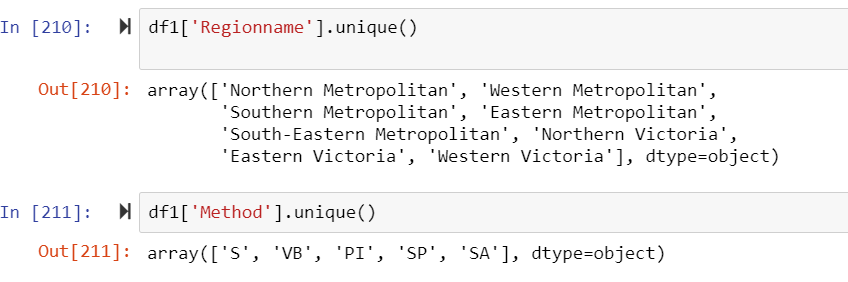 In [210]: df1['Regionname'].unique()
Out[210]: array(['Northern Metropolitan', 'Western Metropolitan',
'Southern Metropolitan', 'Eastern Metropolitan',
'South-Eastern Metropolitan', 'Northern Victoria',
'Eastern Victoria', 'Western Victoria'], dtype=object)
In [211]: df1['Method'].unique()
Out[211]: array(['S', 'VB', 'PI', 'SP', 'SA'], dtype=object)